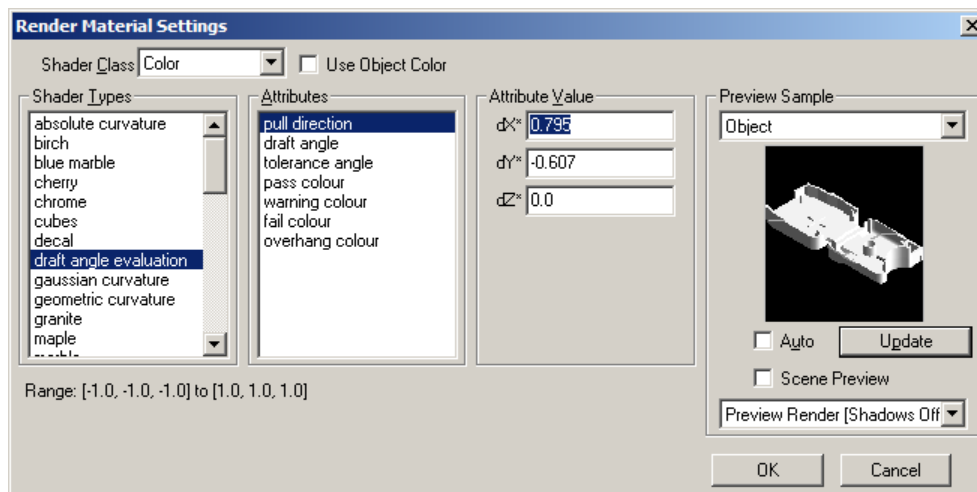 Render Material Settings
Shader Class Color Use Object Color
Shader Types
absolute curvature
birch
blue marble
cherry
chrome
cubes
decal
draft angle evaluation
gaussian curvature
geometric curvature
granite
maple
Attributes
pull direction
draft angle
tolerance angle
pass colour
warning colour
fail colour
overhang colour
Attribute Value
dX* 0.795
dY* -0.607
dZ* 0.0
Preview Sample
Object
Auto Update
Scene Preview
Preview Render [Shadows Off
Range: [-1.0, -1.0, -1.0] to [1.0, 1.0, 1.0]
OK Cancel